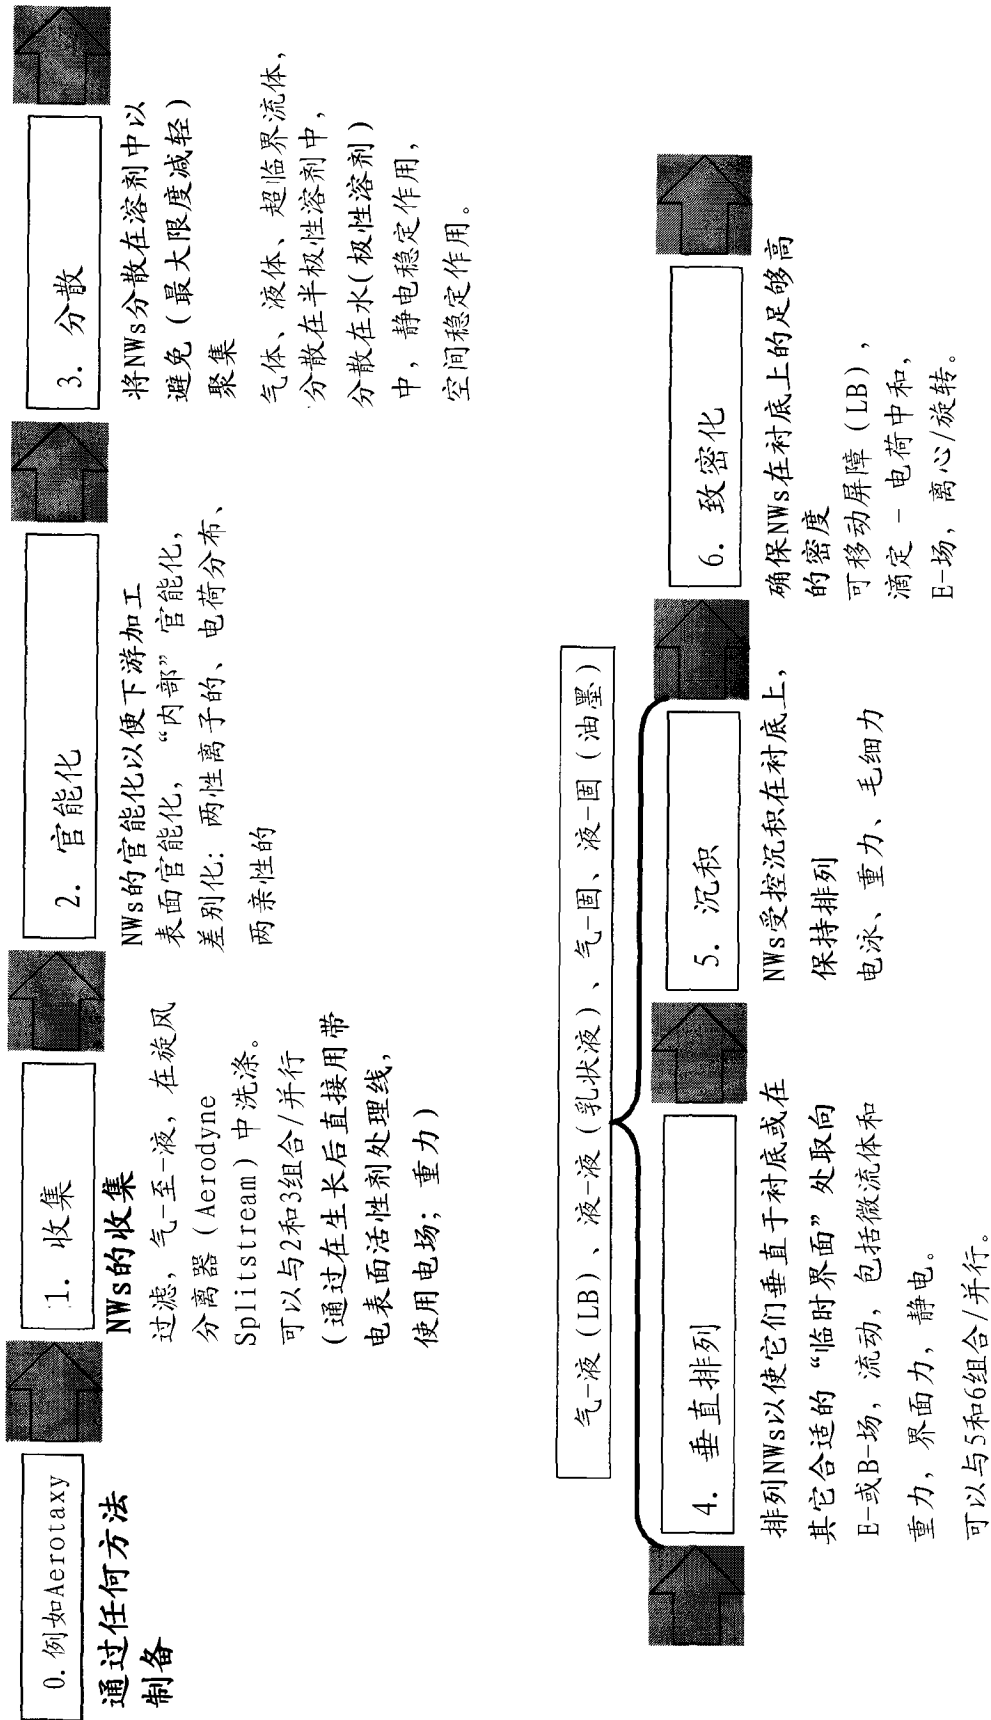 0. 例如Aerotaxy
通过任何方法
制备
1. 收集
NWs的收集
过滤，气-至-液，在旋风
分离器（Aerodyne
Splitstream）中洗涤。
可以与2和3组合/并行
（通过在生长后直接用带
电表面活性剂处理线，
使用电场；重力）
2. 官能化
NWs的官能化以便下游加工
表面官能化，“内部”官能化，
差别化：两性离子的、电荷分布、
两亲性的
3. 分散
将NWs分散在溶剂中以
避免（最大限度减轻）
聚集
气体、液体、超临界流体，
分散在半极性溶剂中，
分散在水(极性溶剂)
中，静电稳定作用，
空间稳定作用。
气-液（LB）、液-液（乳状液）、气-固、液-固（油墨）
4. 垂直排列
排列NWs以使它们垂直于衬底或在
其它合适的“临时界面”处取向
E-或B-场，流动，包括微流体和
重力，界面力，静电。
可以与5和6组合/并行。
5. 沉积
NWs受控沉积在衬底上，
保持排列
电泳、重力、毛细力
6. 致密化
确保NWs在衬底上的足够高
的密度
可移动屏障（LB），
滴定 - 电荷中和，
E-场，离心/旋转。